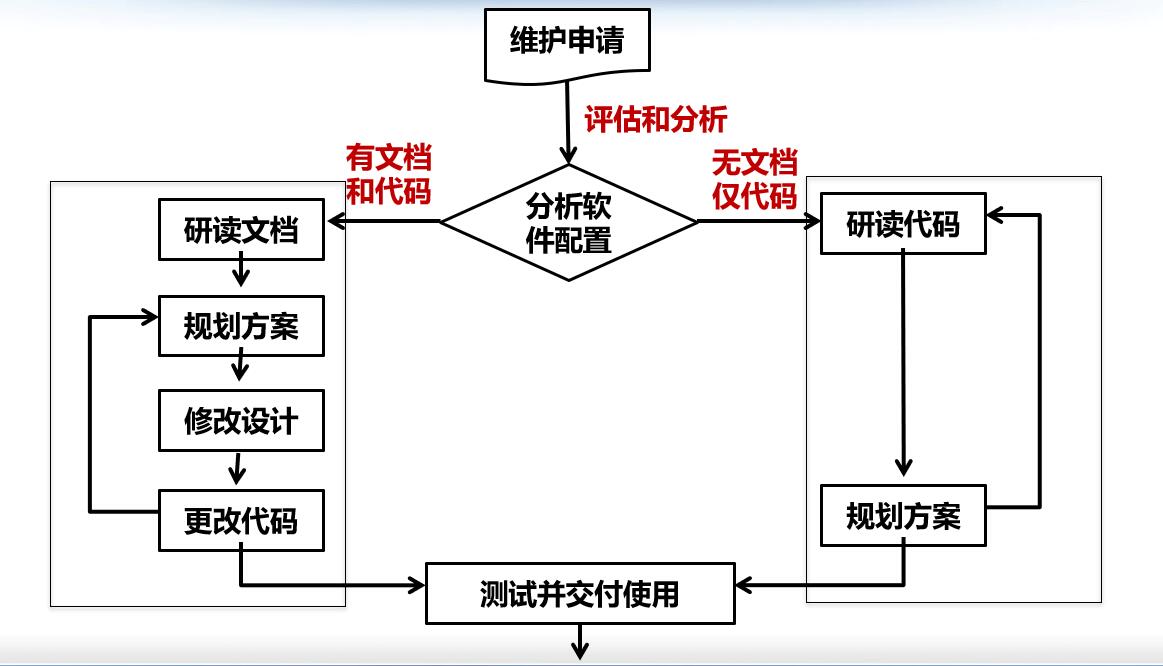 维护申请
评估和分析
有文档
和代码
无文档
仅代码
分析软
件配置
研读文档
规划方案
修改设计
更改代码
研读代码
规划方案
测试并交付使用